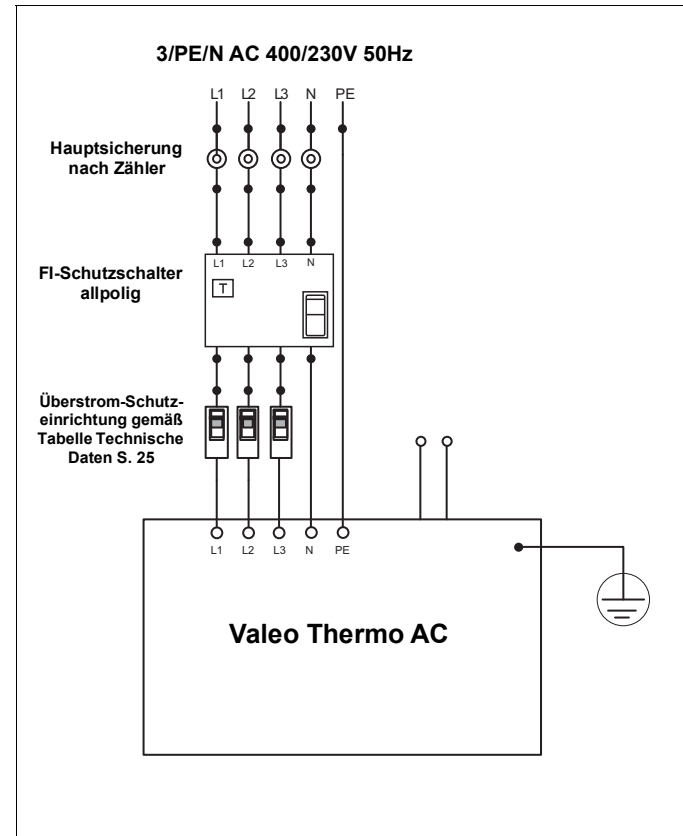 3/PE/N AC 400/230V 50Hz
L1 L2 L3 N PE
Hauptsicherung
nach Zähler
L1 L2 L3 N
FI-Schutzschalter
allpolig
T
Überstrom-Schutz-
einrichtung gemäß
Tabelle Technische
Daten S. 25
L1 L2 L3 N PE
Valeo Thermo AC